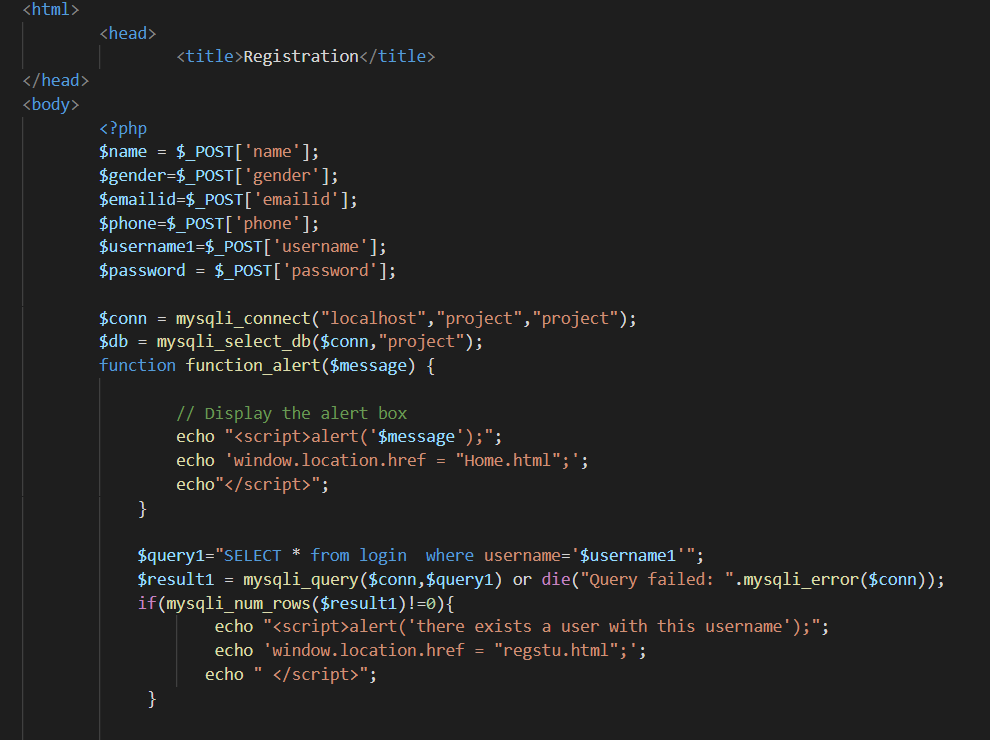 <html>
<head>
<title>Registration</title>
</head>
<body>
<?php
$name = $_POST['name'];
$gender=$_POST['gender'];
$emailid=$_POST['emailid'];
$phone=$_POST['phone'];
$username1=$_POST['username'];
$password = $_POST['password'];
$conn = mysqli_connect("localhost","project","project");
$db = mysqli_select_db($conn,"project");
function function_alert($message) {
// Display the alert box
echo "<script>alert('$message');";
echo 'window.location.href = "Home.html";';
echo"</script>";
}
$query1="SELECT * from login  where username='$username1'";
$result1 = mysqli_query($conn,$query1) or die("Query failed: ".mysqli_error($conn));
if(mysqli_num_rows($result1)!=0){
echo "<script>alert('there exists a user with this username');";
echo 'window.location.href = "regstu.html";';
echo " </script>";
}